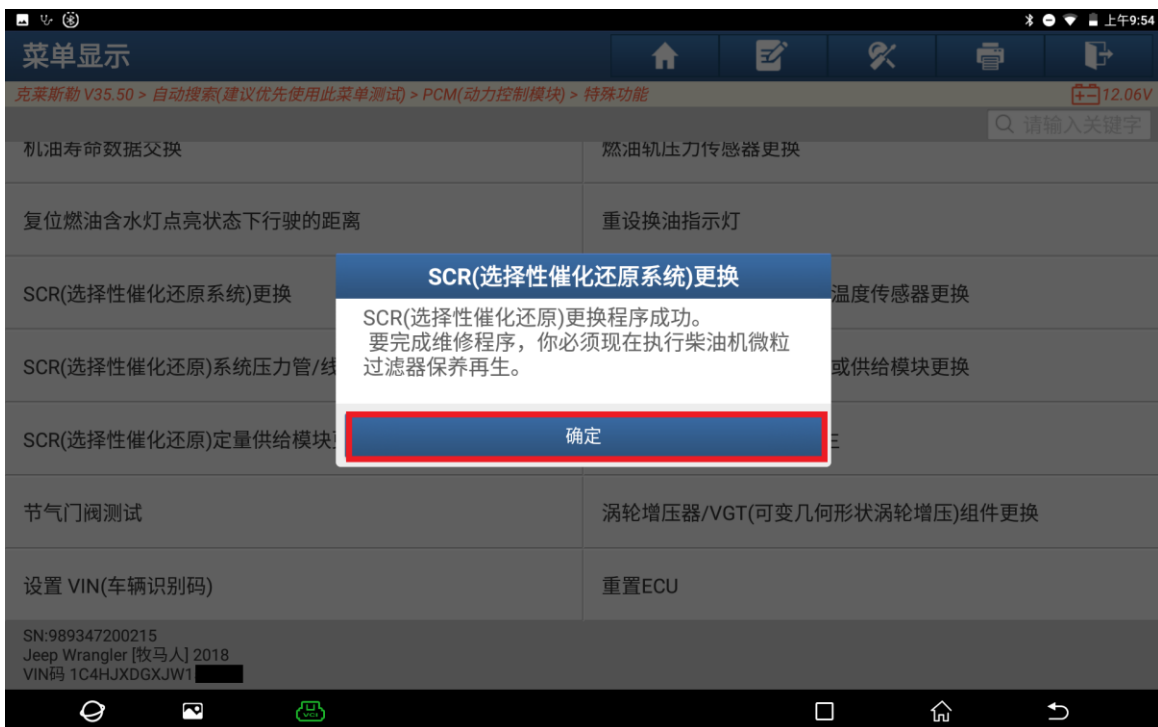 上午9:54
菜单显示
克莱斯勒 V35.50 > 自动搜索(建议优先使用此菜单测试) > PCM(动力控制模块) > 特殊功能
12.06V
请输入关键字
机油寿命数据交换
燃油轨压力传感器更换
复位燃油含水灯点亮状态下行驶的距离
重设换油指示灯
SCR(选择性催化还原系统)更换
SCR(选择性催化还原系统)更换
温度传感器更换
SCR(选择性催化还原)更换程序成功。
要完成维修程序，你必须现在执行柴油机微粒
过滤器保养再生。
SCR(选择性催化还原)系统压力管/线
或供给模块更换
SCR(选择性催化还原)定量供给模块
确定
节气门阀测试
涡轮增压器/VGT(可变几何形状涡轮增压)组件更换
设置 VIN(车辆识别码)
重置ECU
SN:989347200215
Jeep Wrangler [牧马人] 2018
VIN码 1C4HJXDGXJW1
VCI